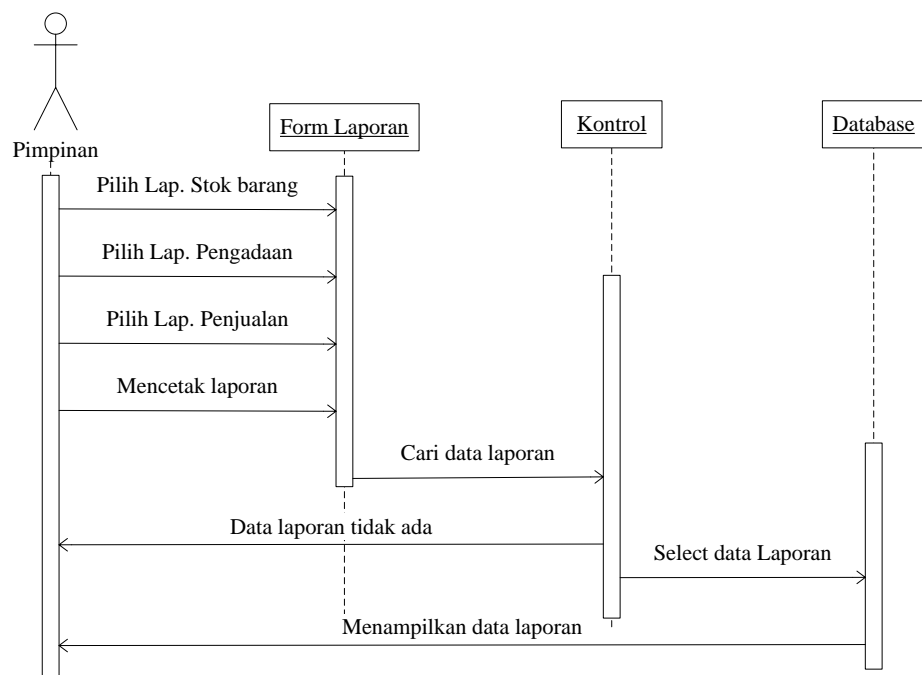 Form Laporan
Kontrol
Database
Pimpinan
Pilih Lap. Stok barang
Pilih Lap. Pengadaan
Pilih Lap. Penjualan
Mencetak laporan
Cari data laporan
Data laporan tidak ada
Select data Laporan
Menampilkan data laporan